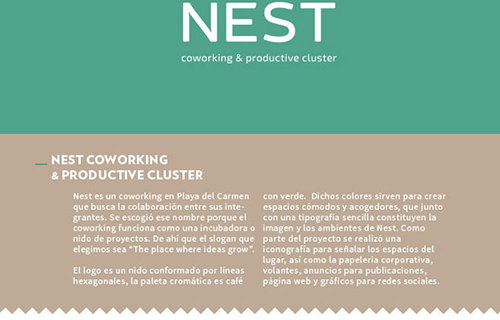 NEST
coworking & productive cluster
NEST COWORKING
& PRODUCTIVE CLUSTER
Nest es un coworking en Playa del Carmen
que busca la colaboración entre sus inte-
grantes. Se escogió ese nombre porque el
coworking funciona como una incubadora o
nido de proyectos. De ahí que el slogan que
elegimos sea “The place where ideas grow”.
El logo es un nido conformado por líneas
hexagonales, la paleta cromática es café
con verde. Dichos colores sirven para crear
espacios cómodos y acogedores, que junto
con una tipografía sencilla constituyen la
imagen y los ambientes de Nest. Como
parte del proyecto se realizó una
iconografía para señalar los espacios del
lugar, así como la papelería corporativa,
volantes, anuncios para publicaciones,
página web y gráficos para redes sociales.